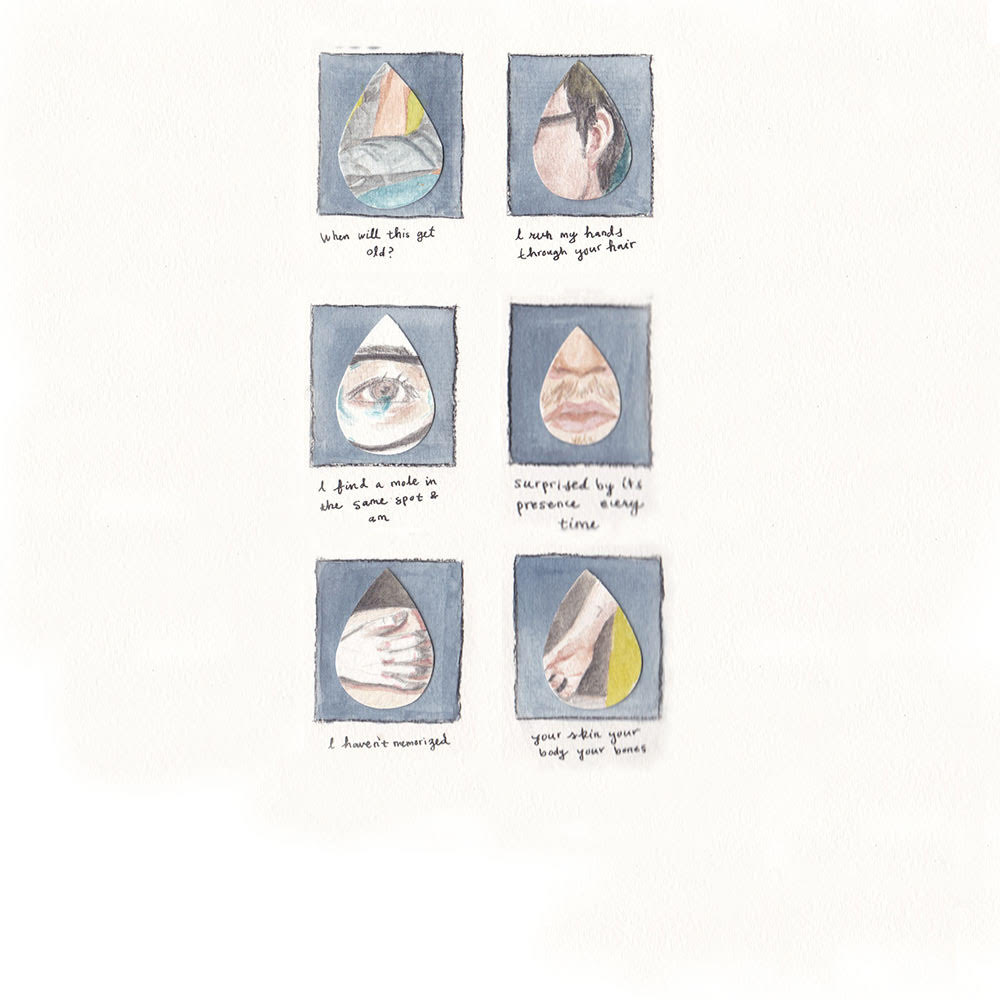 When will this get
old?
I run my hands
through your hair
I find a mole in
the same spot &
am
surprised by its
presence every
time
I haven't memorized
your skin your
body your bones